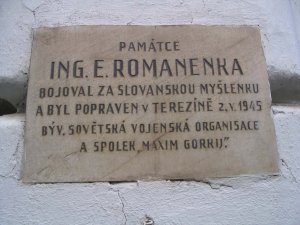 PAMÁTCE
ING. E. ROMANENKA
BOJOVAL ZA SLOVANSKOU MYŠLENKU
A BYL POPRAVEN V TEREZÍNĚ 2. V. 1945
BÝV. SOVĚTSKÁ VOJENSKÁ ORGANISACE
A SPOLEK „MAXIM GORKIJ“